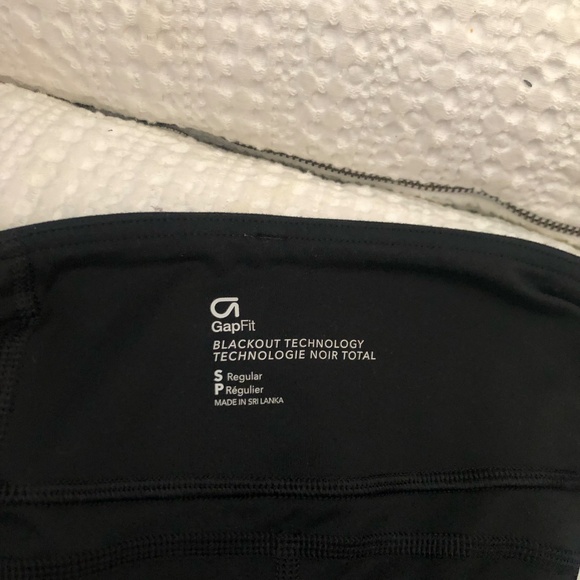 GapFit
BLACKOUT TECHNOLOGY
TECHNOLOGIE NOIR TOTAL
S Regular
P Régulier
MADE IN SRI LANKA